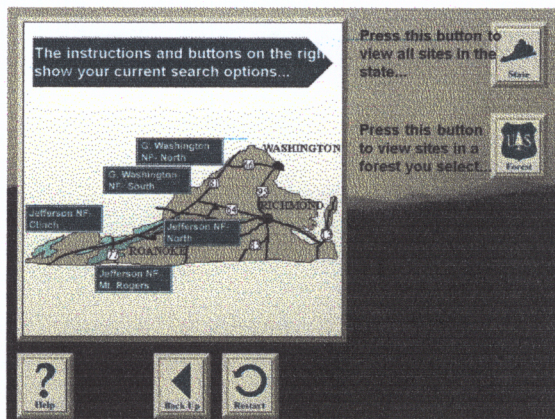 The instructions and buttons on the righ
show your current search options...
Press this button to
view all sites in the
state...
State
Press this button
to view sites in a
forest you select...
U S
Forest
G. Washington
NF- North
WASHINGTON
G. Washington
NF- South
RICHMOND
Jefferson NF-
Clinch
Jefferson NF-
North
ROANOKE
Jefferson NF-
Mt. Rogers
?
Help
Back Up
Restart